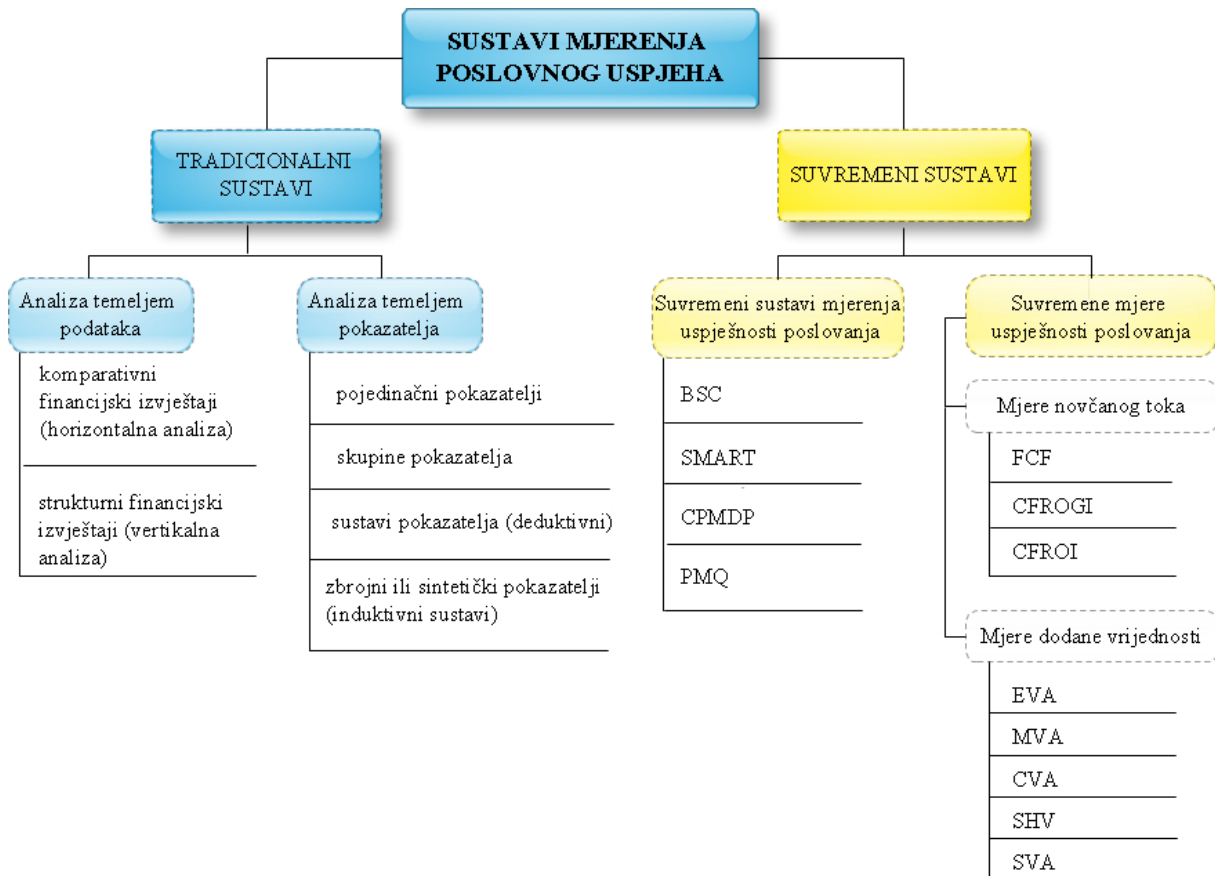 SUSTAVI MJERENJA
POSLOVNOG USPJEHA
TRADICIONALNI
SUSTAVI
SUVREMENI SUSTAVI
Analiza temeljem
podataka
komparativni
financijski izvještaji
(horizontalna analiza)
strukturni financijski
izvještaji (vertikalna
analiza)
Analiza temeljem
pokazatelja
pojedinačni pokazatelji
skupine pokazatelja
sustavi pokazatelja (deduktivni)
zbrojni ili sintetički pokazatelji
(induktivni sustavi)
Suvremeni sustavi mjerenja
uspješnosti poslovanja
BSC
SMART
CPMDP
PMQ
Suvremene mjere
uspješnosti poslovanja
Mjere novčanog toka
FCF
CFROGI
CFROI
Mjere dodane vrijednosti
EVA
MVA
CVA
SHV
SVA